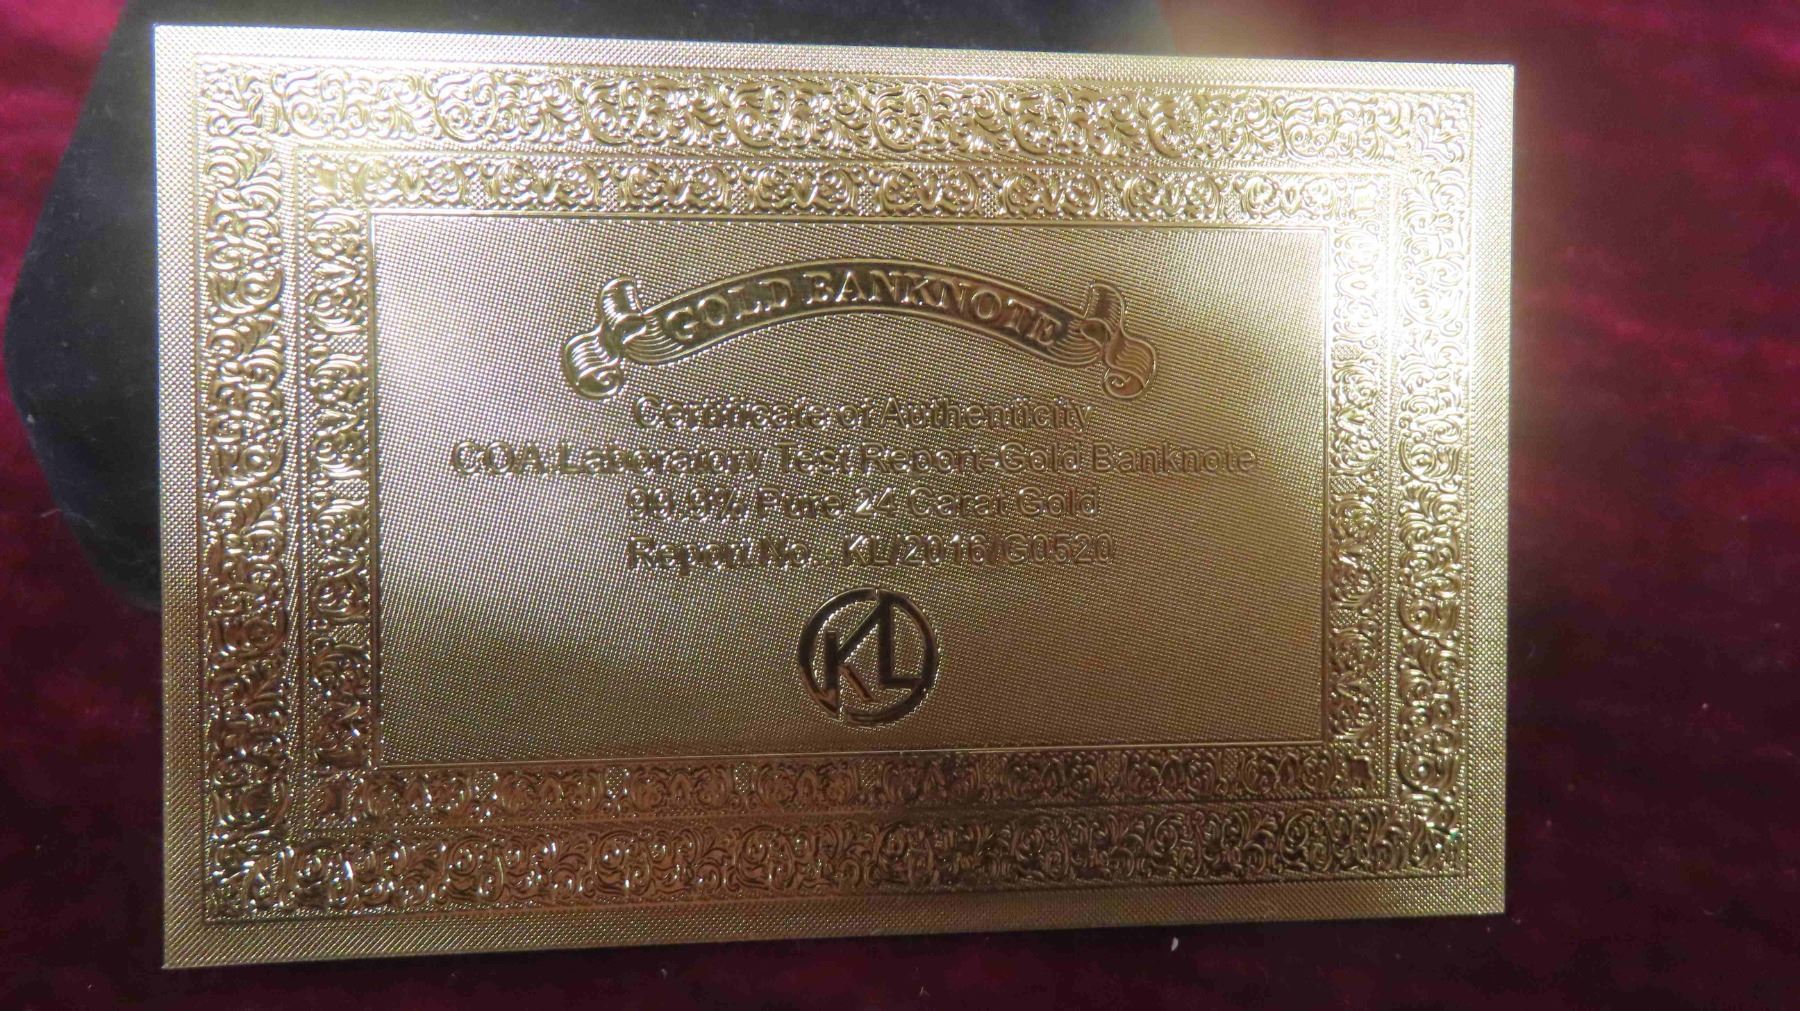 GOLD BANKNOTE
Certificate of Authenticity
COA Laboratory Test Report-Gold Banknote
99.9% Pure 24 Carat Gold
Report No.: KL/2016/G0520
KL